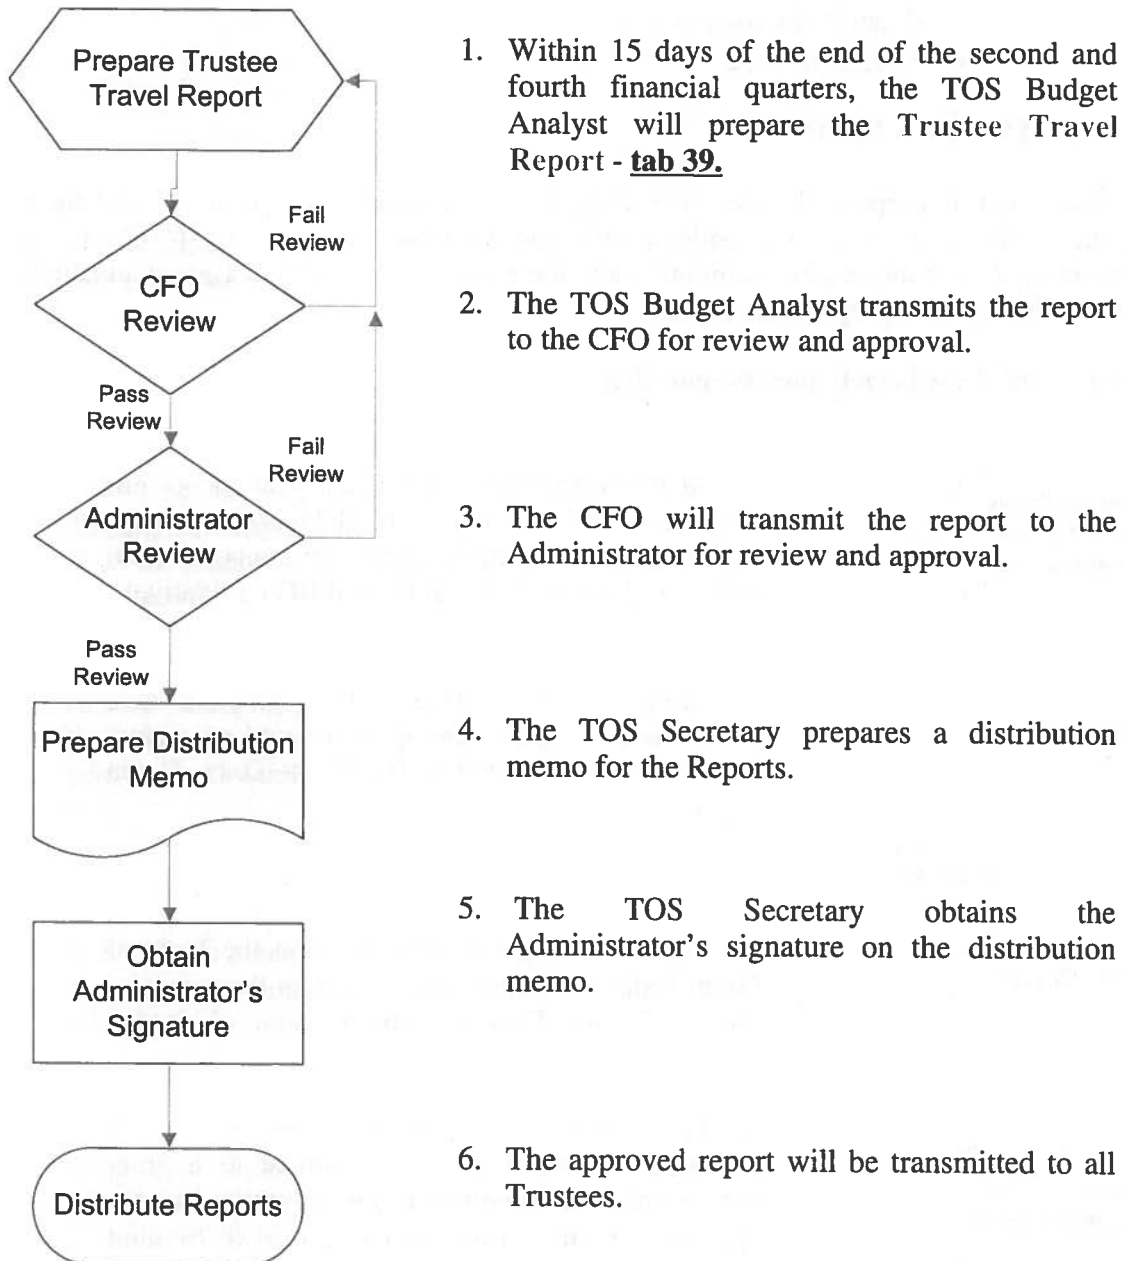 Prepare Trustee
Travel Report
1. Within 15 days of the end of the second and
fourth financial quarters, the TOS Budget
Analyst will prepare the Trustee Travel
Report - tab 39.
Fail
Review
CFO
Review
2. The TOS Budget Analyst transmits the report
to the CFO for review and approval.
Pass
Review
Fail
Review
Administrator
Review
3. The CFO will transmit the report to the
Administrator for review and approval.
Pass
Review
Prepare Distribution
Memo
4. The TOS Secretary prepares a distribution
memo for the Reports.
Obtain
Administrator's
Signature
5. The TOS Secretary obtains the
Administrator's signature on the distribution
memo.
Distribute Reports
6. The approved report will be transmitted to all
Trustees.